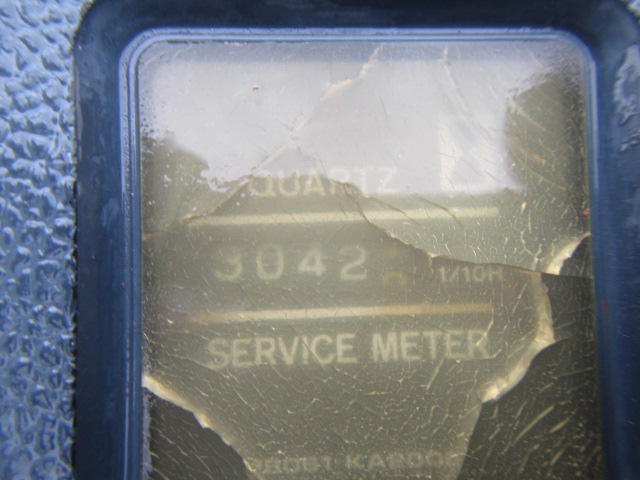 QUARTZ
3042
1/10H
SERVICE METER